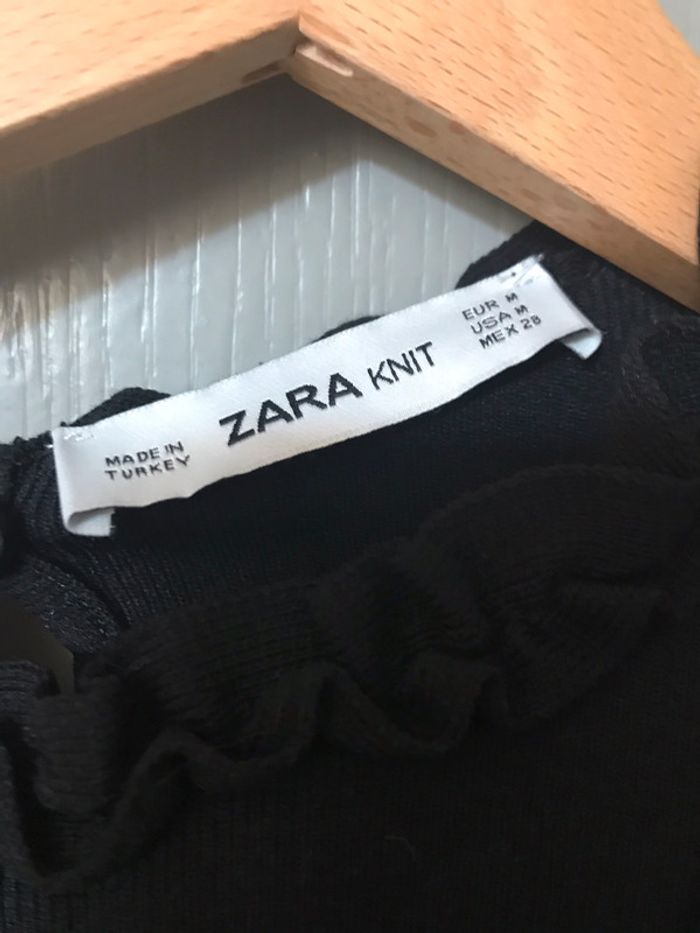 MADE IN
TURKEY
ZARA KNIT
EUR M
USA M
MEX 28